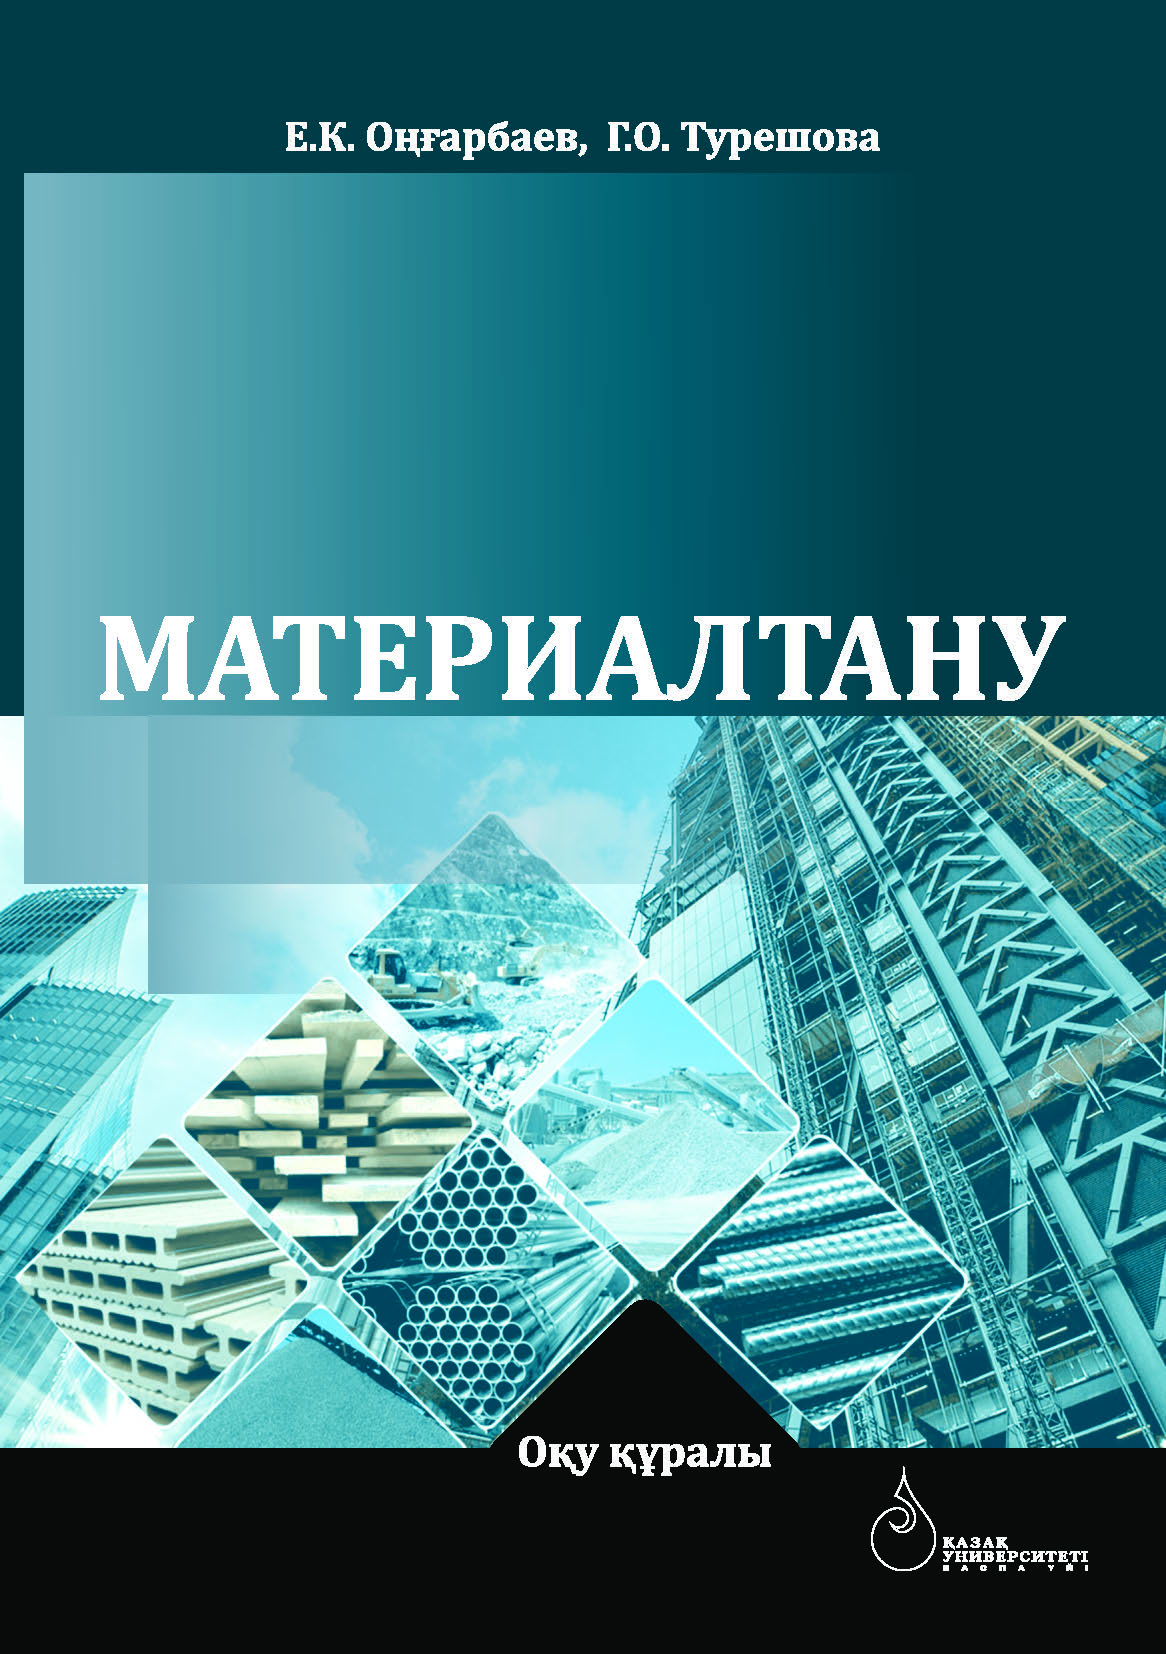 Е.К. Оңғарбаев, Г.О. Турешова
МАТЕРИАЛТАНУ
Оқу құралы
ҚАЗАҚ
УНИВЕРСИТЕТІ
БАСПА ҮЙІ